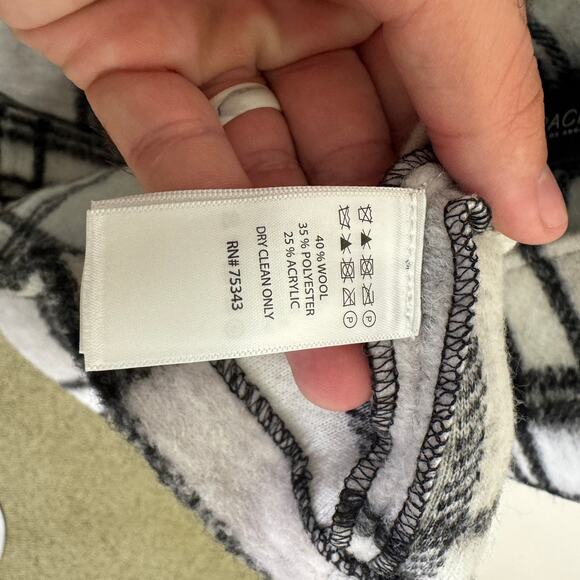 40 % WOOL
35 % POLYESTER
25 % ACRYLIC
DRY CLEAN ONLY
RN# 75343
P
P